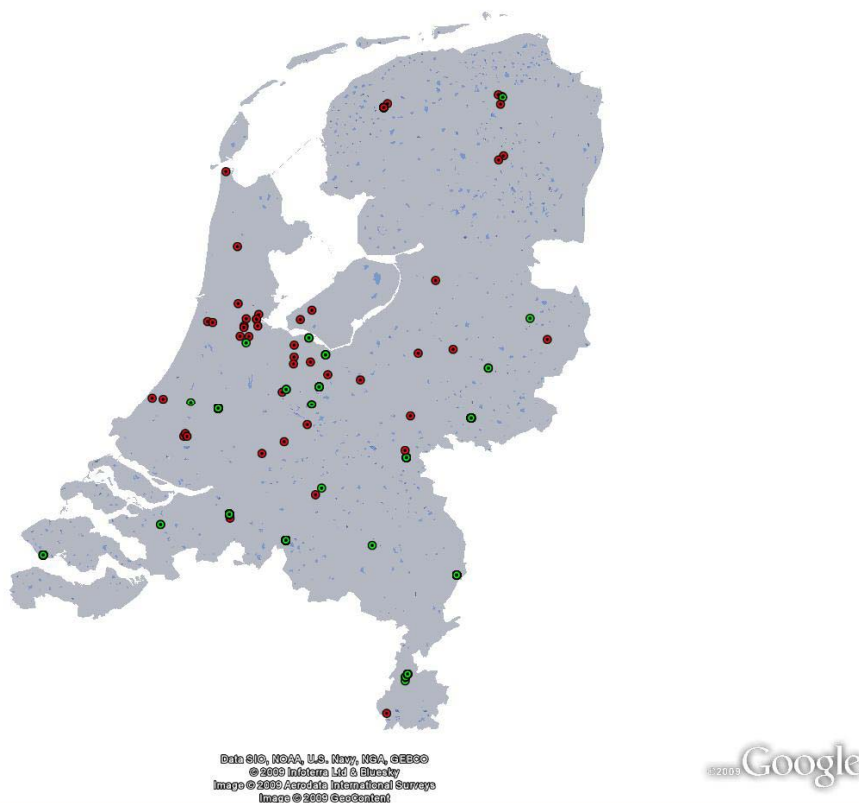 Data SIO, NOAA, U.S. Navy, NGA, GEBCO
© 2009 Infoterra Ltd & Bluesky
Image © 2009 Aerodata International Surveys
Image © 2009 GeoContent
©2009 Google